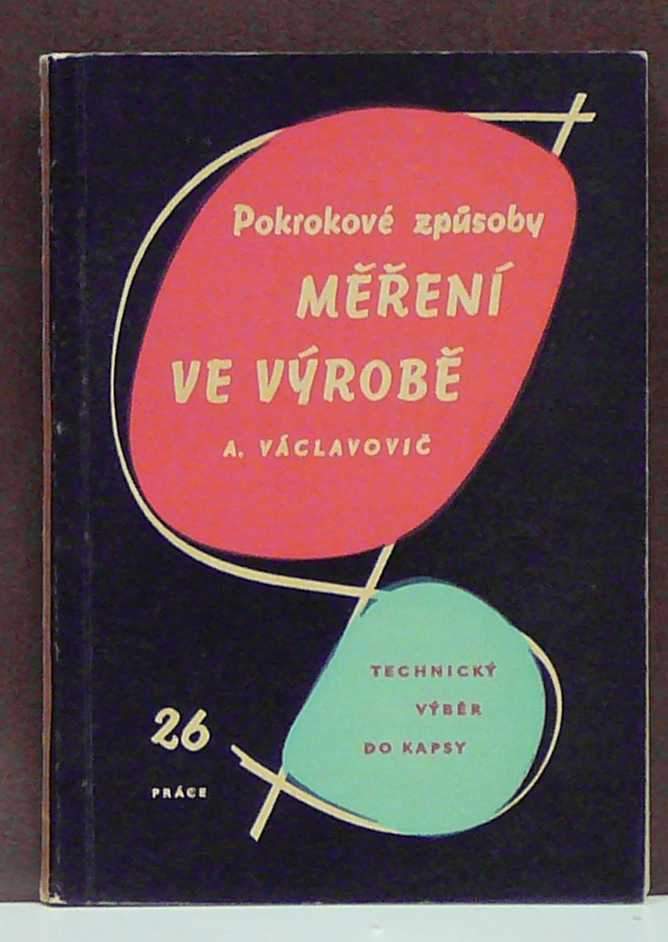 Pokrokové způsoby
MĚŘENÍ
VE VÝROBĚ
A. VÁCLAVOVIČ
TECHNICKÝ
VÝBĚR
DO KAPSY
26
PRÁCE